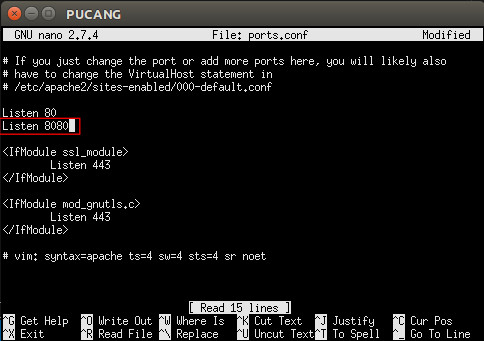 PUCANG
GNU nano 2.7.4 File: ports.conf Modified
# If you just change the port or add more ports here, you will likely also
# have to change the VirtualHost statement in
# /etc/apache2/sites-enabled/000-default.conf
Listen 80
Listen 8080
<IfModule ssl_module>
Listen 443
</IfModule>
<IfModule mod_gnutls.c>
Listen 443
</IfModule>
# vim: syntax=apache ts=4 sw=4 sts=4 sr noet
[ Read 15 lines ]
^G Get Help ^O Write Out ^W Where Is ^K Cut Text ^J Justify ^C Cur Pos
^X Exit ^R Read File ^\ Replace ^U Uncut Text ^T To Spell ^_ Go To Line